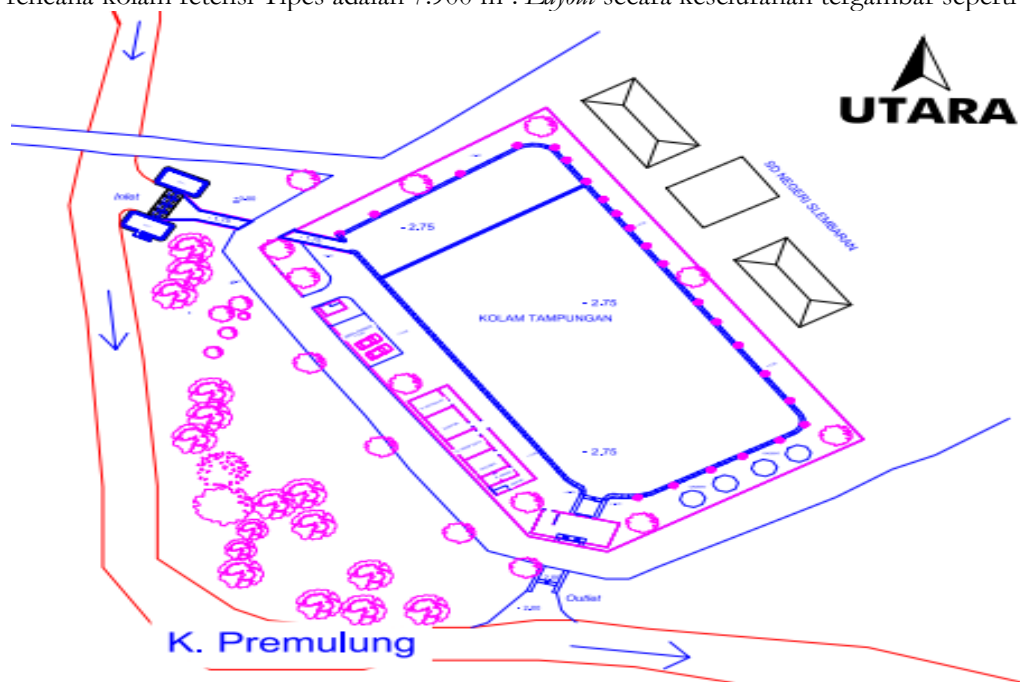 rencana kolam retensi Tipes adalah 7.900 m³. Layout secara keseluruhan tergambar seperti
UTARA
Inlet
SD NEGERI SLEMBARAN
- 2.75
- 2.75
KOLAM TAMPUNGAN
- 2.75
Outlet
K. Premulung